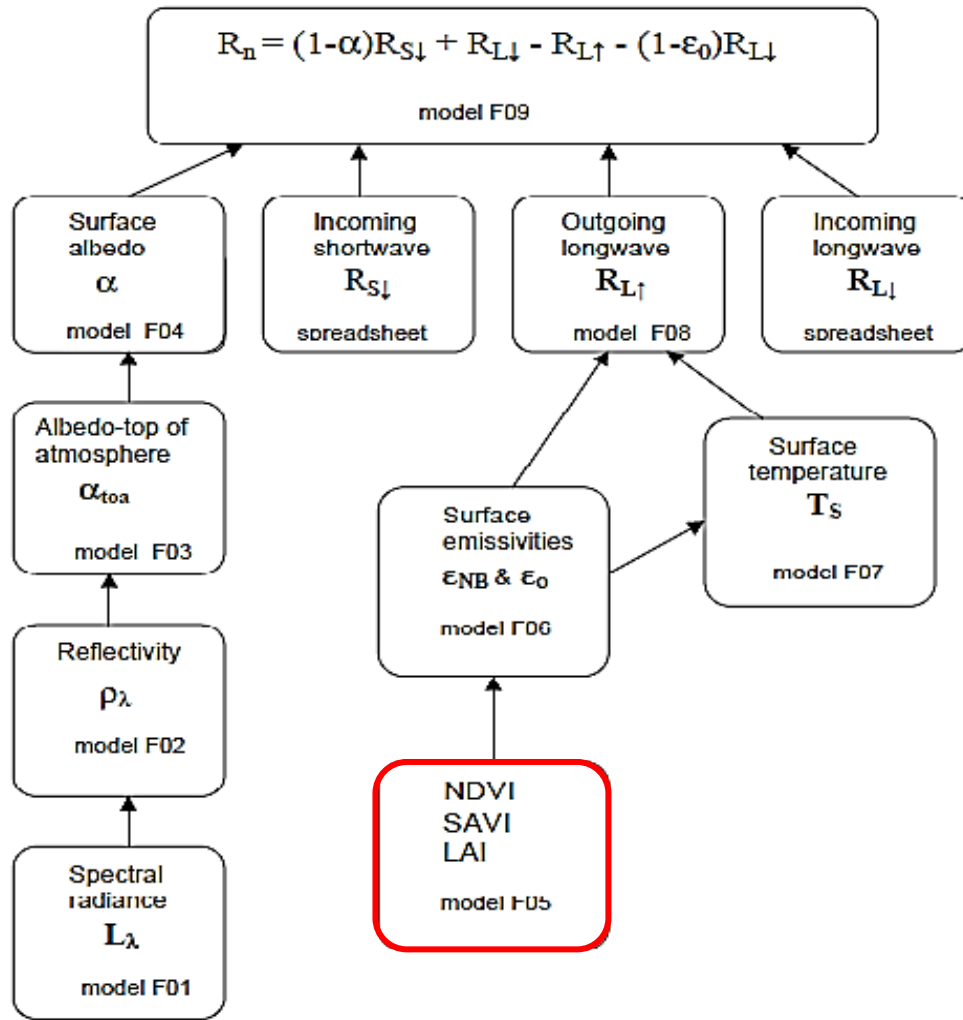 Rn = (1-α)RS↓ + RL↓ - RL↑ - (1-ε0)RL↓
model F09
Surface
albedo
α
model F04
Incoming
shortwave
RS↓
spreadsheet
Outgoing
longwave
RL↑
model F08
Incoming
longwave
RL↓
spreadsheet
Albedo-top of
atmosphere
αtoa
model F03
Surface
temperature
TS
model F07
Surface
emissivities
εNB & εo
model F06
Reflectivity
ρλ
model F02
NDVI
SAVI
LAI
model F05
Spectral
radiance
Lλ
model F01